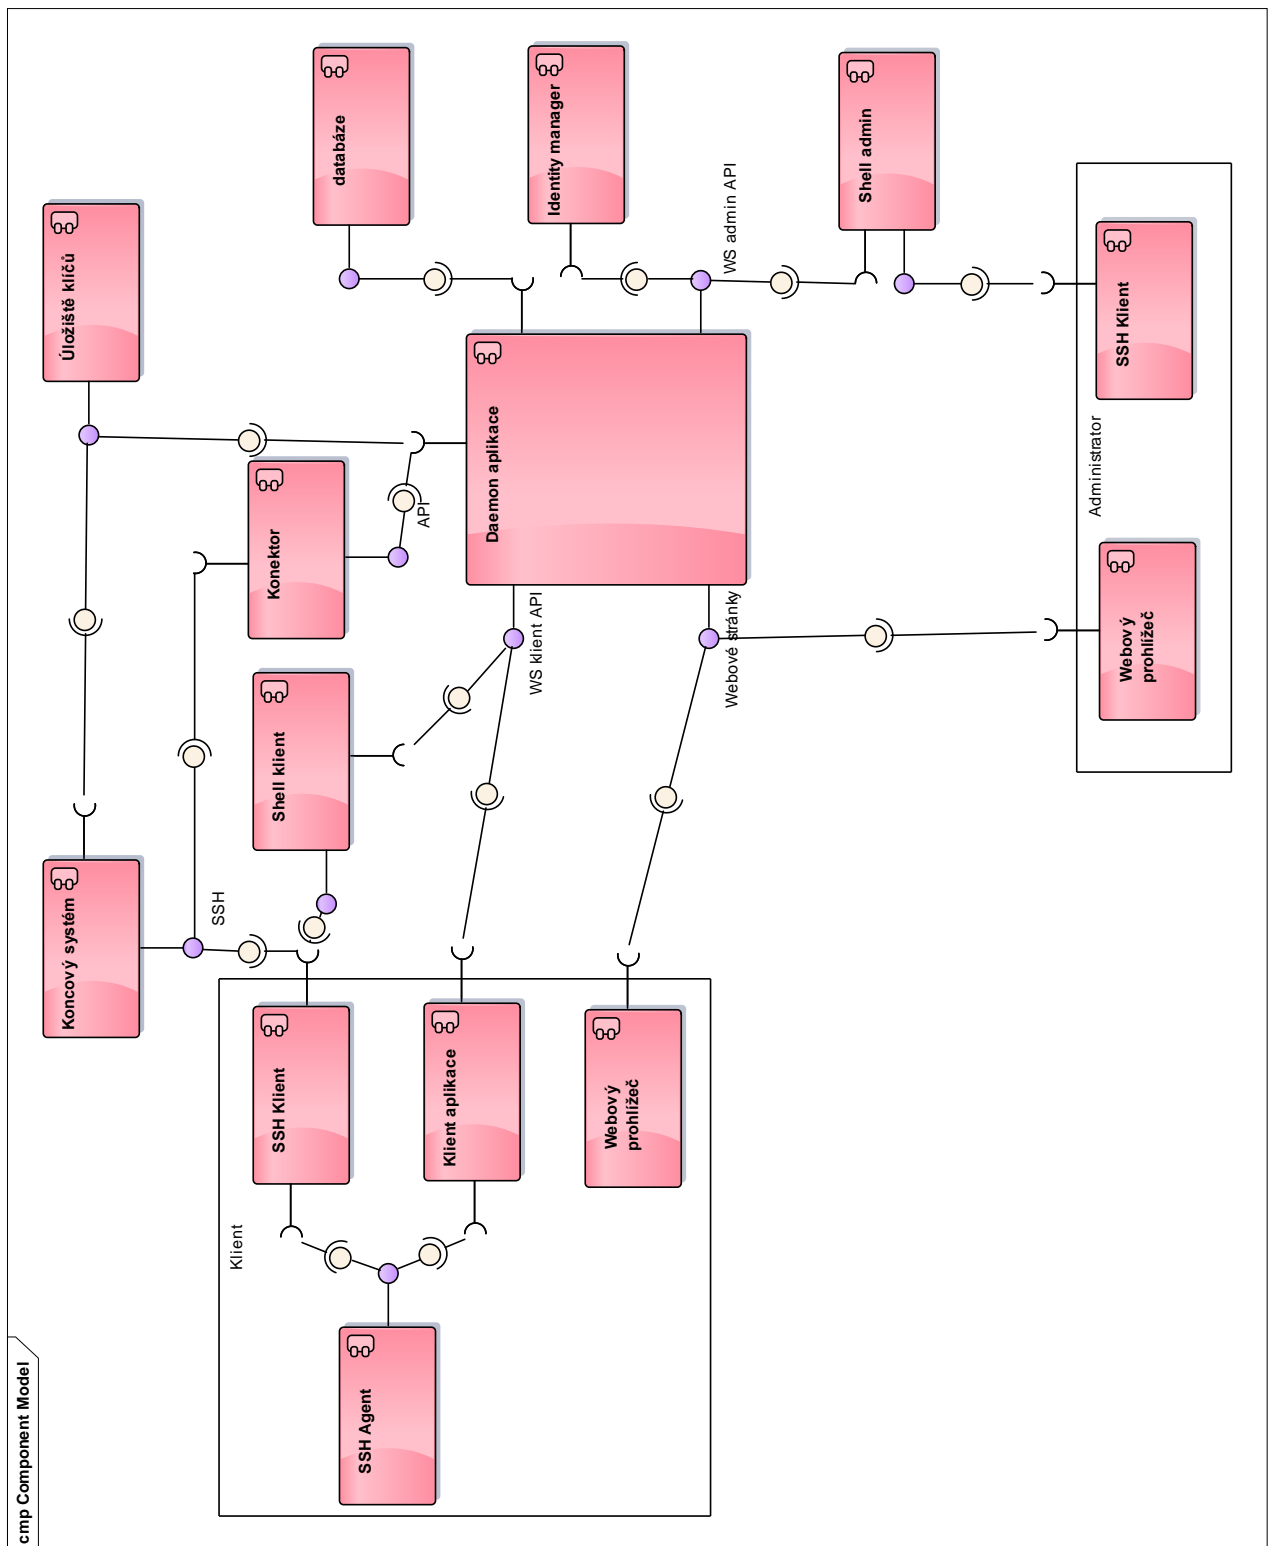 cmp Component Model
Koncový systém
Úložiště klíčů
SSH
Konektor
API
databáze
Shell klient
SSH Klient
Klient
SSH Agent
Klient aplikace
WS klient API
Daemon aplikace
Identity manager
WS admin API
Webový
prohlížeč
Webové stránky
Shell admin
Administrator
SSH Klient
Webový
prohlížeč